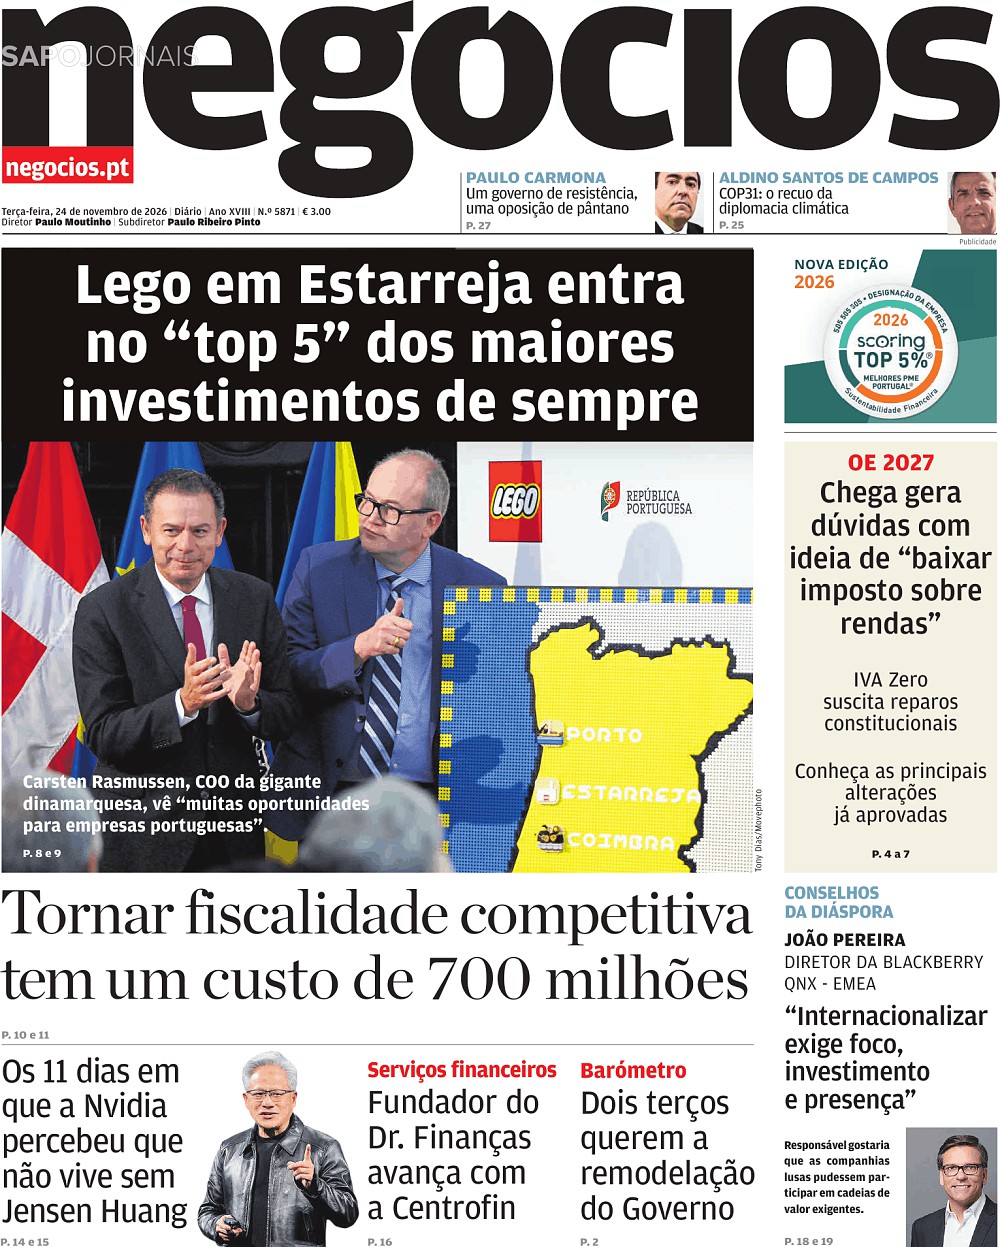 SAPOJORNAIS
negócios
negocios.pt
Terça-feira, 24 de novembro de 2026 | Diário | Ano XVIII | N.º 5871 | € 3.00
Diretor Paulo Moutinho | Subdiretor Paulo Ribeiro Pinto
PAULO CARMONA
Um governo de resistência,
uma oposição de pântano
P. 27
ALDINO SANTOS DE CAMPOS
COP31: o recuo da
diplomacia climática
P. 25
Publicidade
Lego em Estarreja entra
no “top 5” dos maiores
investimentos de sempre
LEGO
REPÚBLICA
PORTUGUESA
PORTO
ESTARREJA
COIMBRA
Carsten Rasmussen, COO da gigante
dinamarquesa, vê “muitas oportunidades
para empresas portuguesas”.
P. 8 e 9
Tony Dias/Movephoto
NOVA EDIÇÃO
2026
505 505 505 • DESIGNAÇÃO DA EMPRESA
2026
scoring
TOP 5%®
MELHORES PME
PORTUGAL®
Sustentabilidade Financeira
OE 2027
Chega gera
dúvidas com
ideia de “baixar
imposto sobre
rendas”
IVA Zero
suscita reparos
constitucionais
Conheça as principais
alterações
já aprovadas
P. 4 a 7
Tornar fiscalidade competitiva
tem um custo de 700 milhões
P. 10 e 11
CONSELHOS
DA DIÁSPORA
JOÃO PEREIRA
DIRETOR DA BLACKBERRY
QNX - EMEA
“Internacionalizar
exige foco,
investimento
e presença”
Responsável gostaria
que as companhias
lusas pudessem par-
ticipar em cadeias de
valor exigentes.
P. 18 e 19
Os 11 dias em
que a Nvidia
percebeu que
não vive sem
Jensen Huang
P. 14 e 15
Serviços financeiros
Fundador do
Dr. Finanças
avança com
a Centrofin
P. 16
Barómetro
Dois terços
querem a
remodelação
do Governo
P. 2